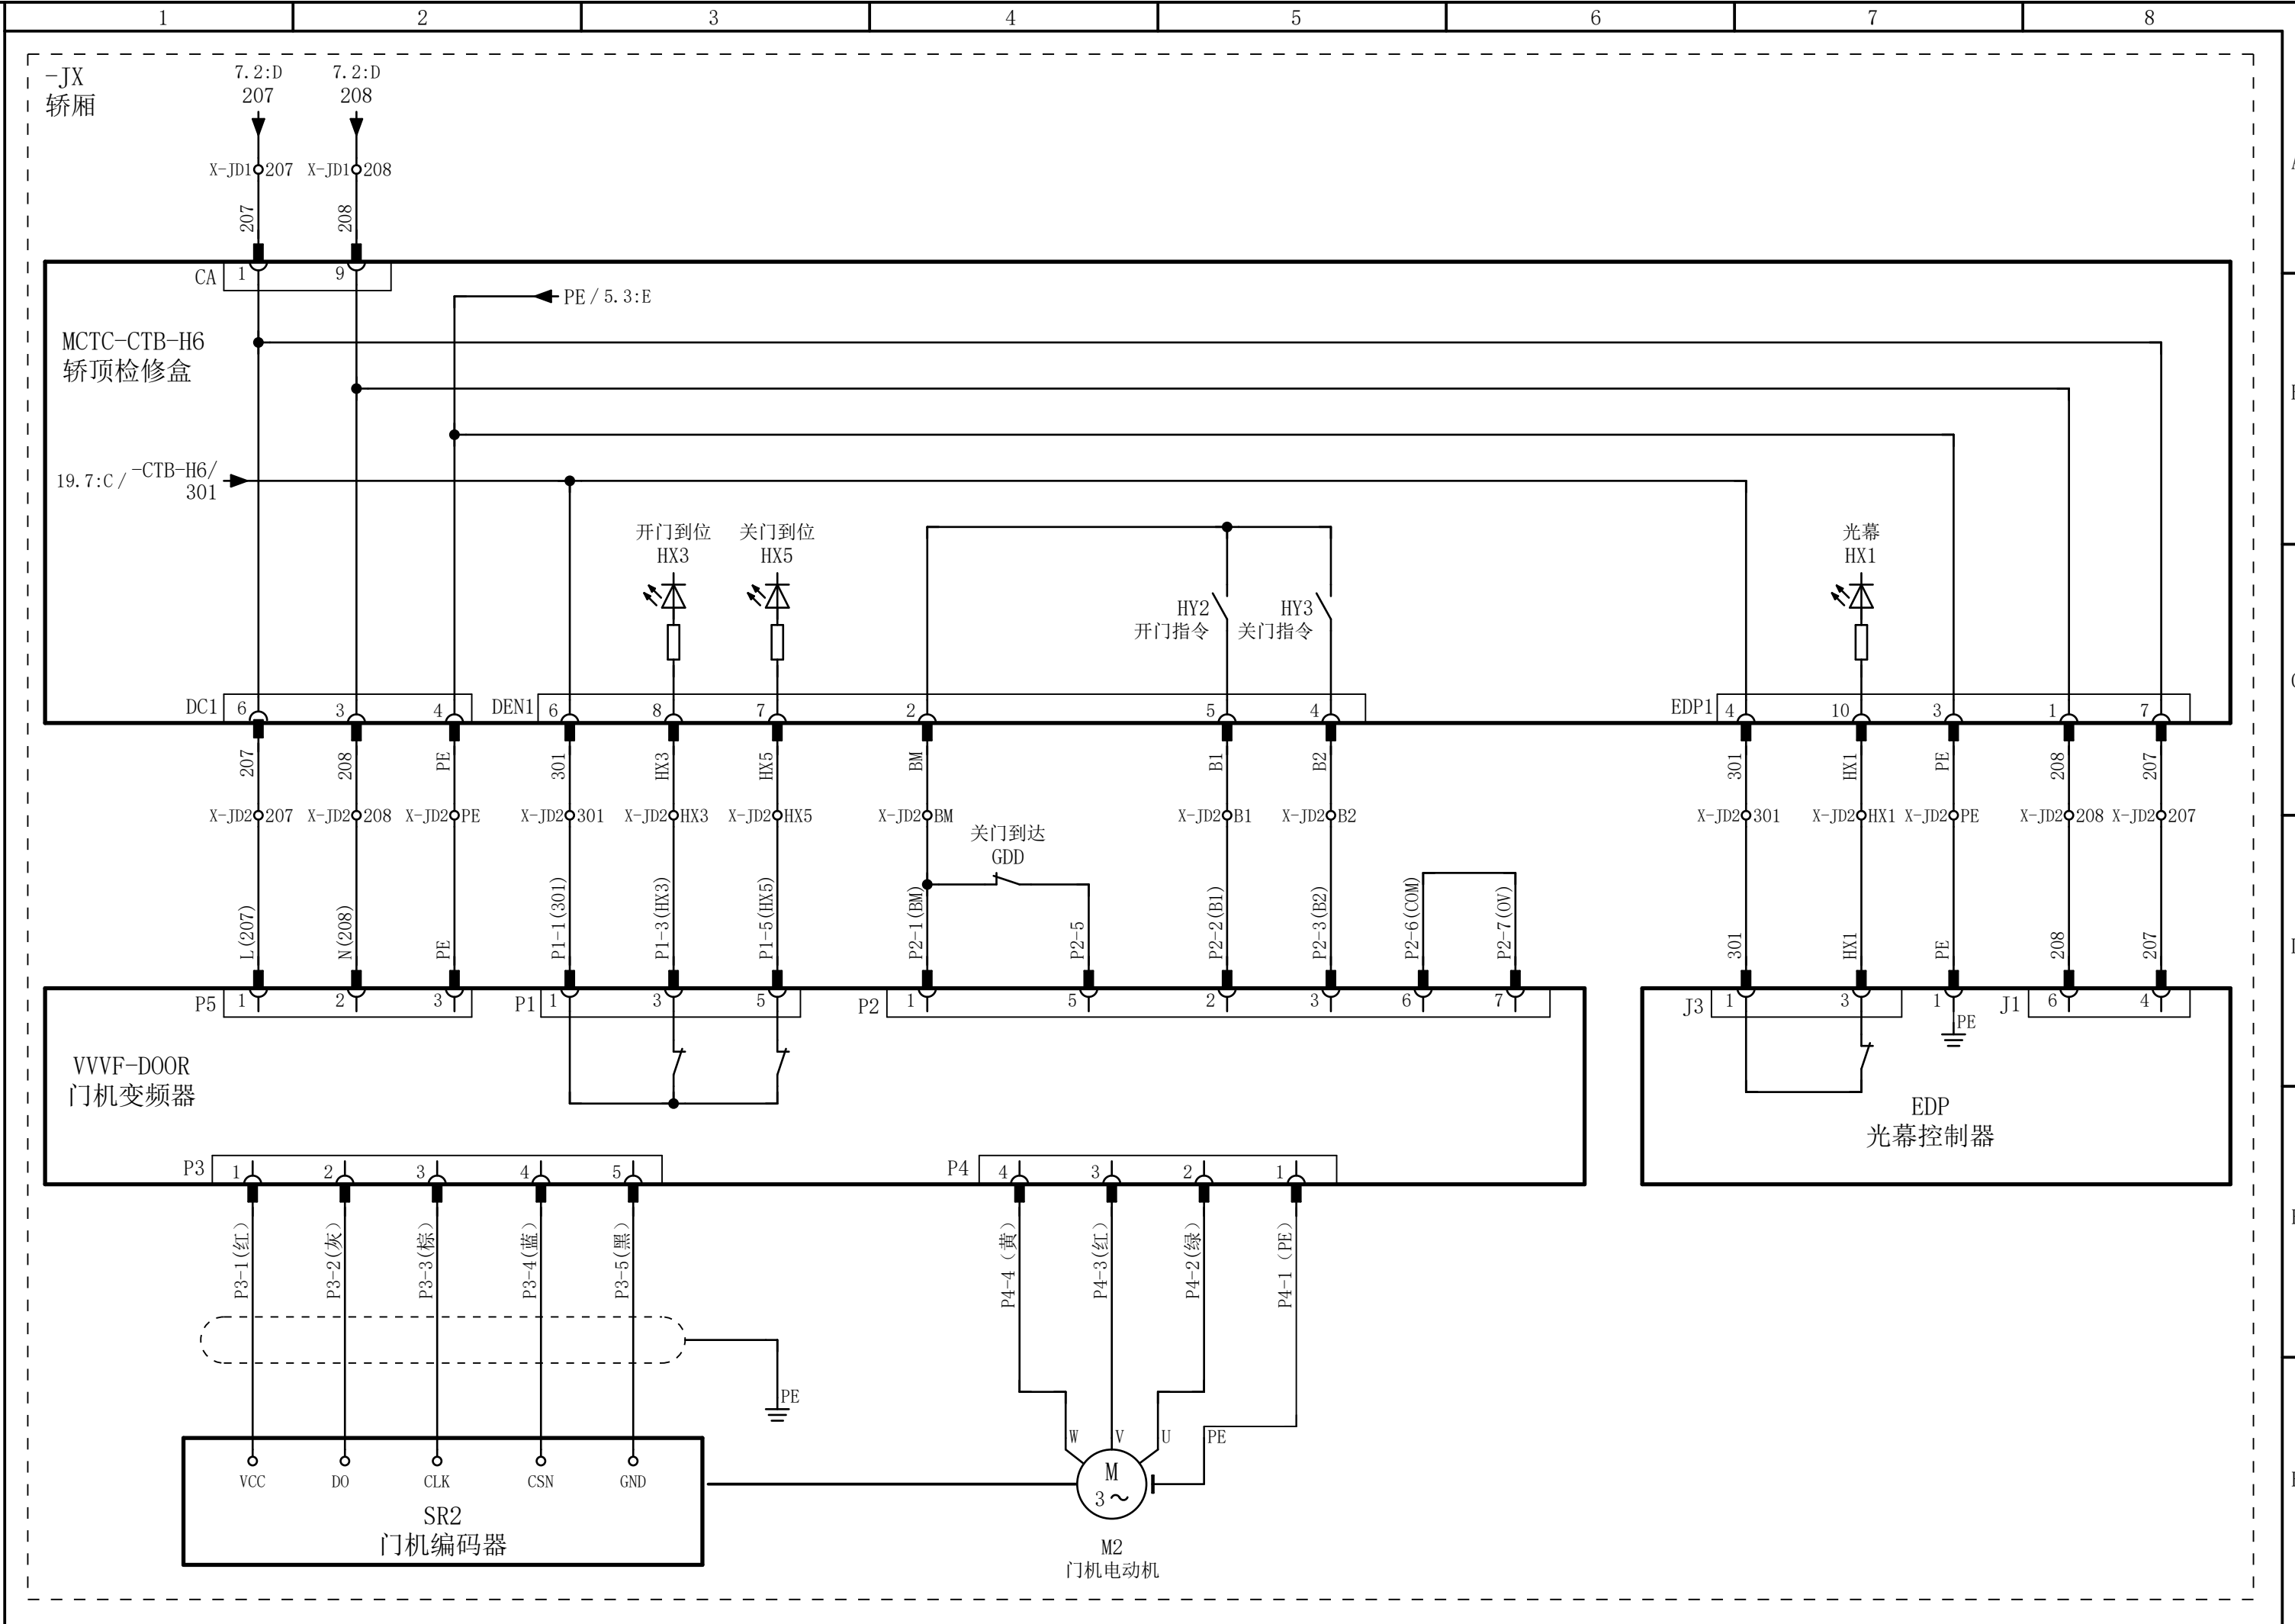 1 2 3 4 5 6 7 8
-JX
轿厢
7.2:D 7.2:D
207 208
X-JD1 207 X-JD1 208
207 208
CA 1 9
PE / 5.3:E
MCTC-CTB-H6
轿顶检修盒
19.7:C / -CTB-H6/
301
开门到位 关门到位 光幕
HX3 HX5 HX1
HY2 HY3
开门指令 关门指令
DC1 6 3 4 DEN1 6 8 7 2 5 4 EDP1 4 10 3 1 7
207 208 PE 301 HX3 HX5 BM B1 B2 301 HX1 PE 208 207
X-JD2 207 X-JD2 208 X-JD2 PE X-JD2 301 X-JD2 HX3 X-JD2 HX5 X-JD2 BM X-JD2 B1 X-JD2 B2 X-JD2 301 X-JD2 HX1 X-JD2 PE X-JD2 208 X-JD2 207
关门到达
GDD
L(207) N(208) PE P1-1(301) P1-3(HX3) P1-5(HX5) P2-1(BM) P2-5 P2-2(B1) P2-3(B2) P2-6(COM) P2-7(0V) 301 HX1 PE 208 207
P5 1 2 3 P1 1 3 5 P2 1 5 2 3 6 7 J3 1 3 1 J1 6 4
PE
VVVF-DOOR
门机变频器
EDP
光幕控制器
P3 1 2 3 4 5 P4 4 3 2 1
P3-1(红) P3-2(灰) P3-3(棕) P3-4(蓝) P3-5(黑) P4-4（黄） P4-3(红) P4-2(绿) P4-1（PE）
PE
W V U PE
VCC DO CLK CSN GND
M
3~
SR2
门机编码器
M2
门机电动机